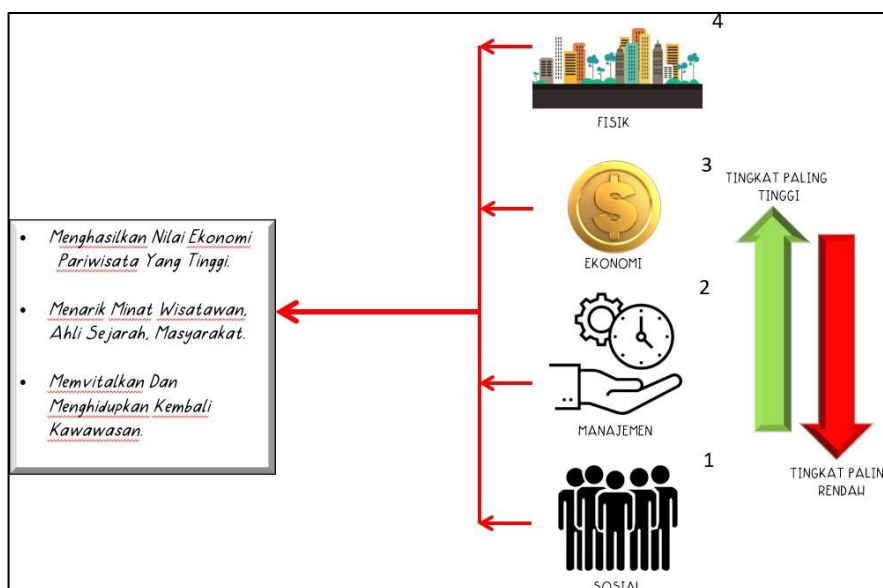 4
FISIK
3
TINGKAT PALING
TINGGI
EKONOMI
• Menghasilkan Nilai Ekonomi
Pariwisata Yang Tinggi.
• Menarik Minat Wisatawan,
Ahli Sejarah, Masyarakat.
• Memvitalkan Dan
Menghidupkan Kembali
Kawawasan.
2
MANAJEMEN
1
TINGKAT PALIN
RENDAH
SOSIAL